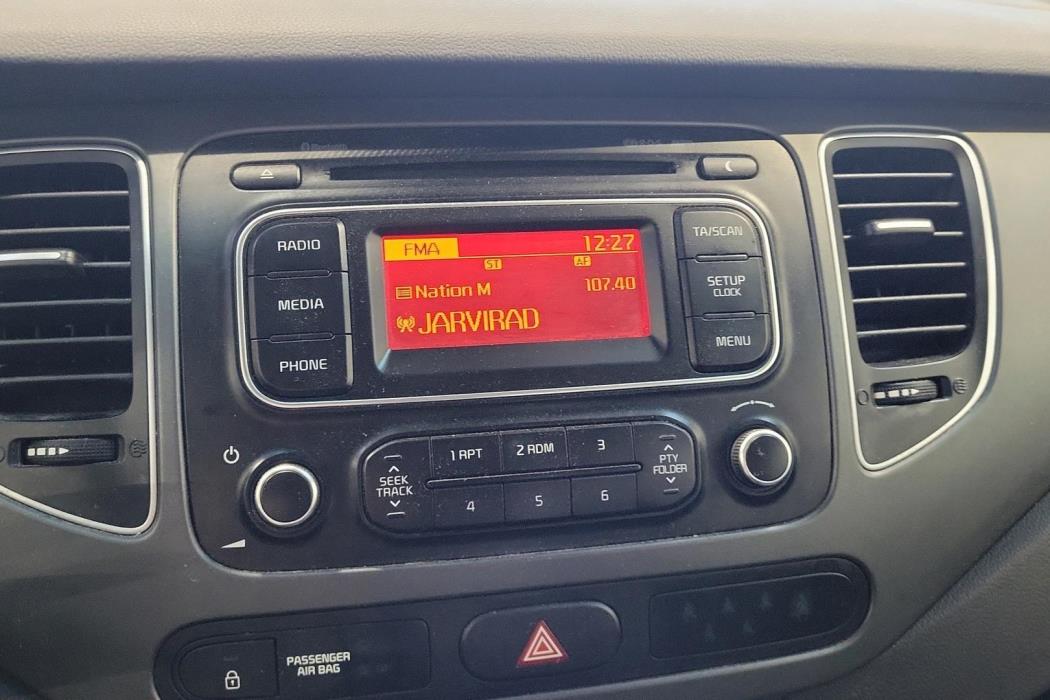 RADIO
MEDIA
PHONE
FMA 12:27
ST AF
Nation M 107.40
JARVIRAD
TA/SCAN
SETUP
CLOCK
MENU
SEEK
TRACK
1 RPT 2 RDM 3
4 5 6
PTY
FOLDER
PASSENGER
AIR BAG